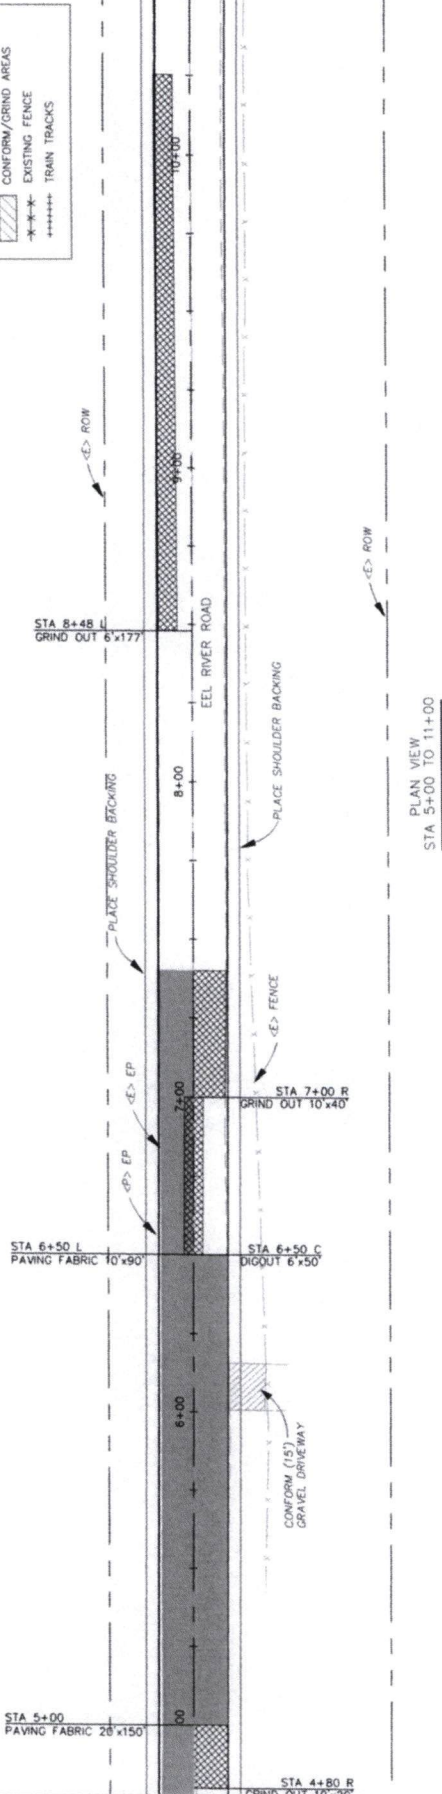 CONFORM/GRIND AREAS
-X-X- EXISTING FENCE
+++++++ TRAIN TRACKS
10+00
<E> ROW
9+00
<E> ROW
STA 8+48 L
GRIND OUT 6'x177'
EEL RIVER ROAD
PLACE SHOULDER BACKING
8+00
PLAN VIEW
STA 5+00 TO 11+00
PLACE SHOULDER BACKING
<E> FENCE
<E> EP
7+00
STA 7+00 R
GRIND OUT 10'x40'
<P> EP
STA 6+50 L
PAVING FABRIC 10'x90'
STA 6+50 C
DIGOUT 6'x50'
6+00
CONFORM (15')
GRAVEL DRIVEWAY
STA 5+00
PAVING FABRIC 20'x150'
00
STA 4+80 R